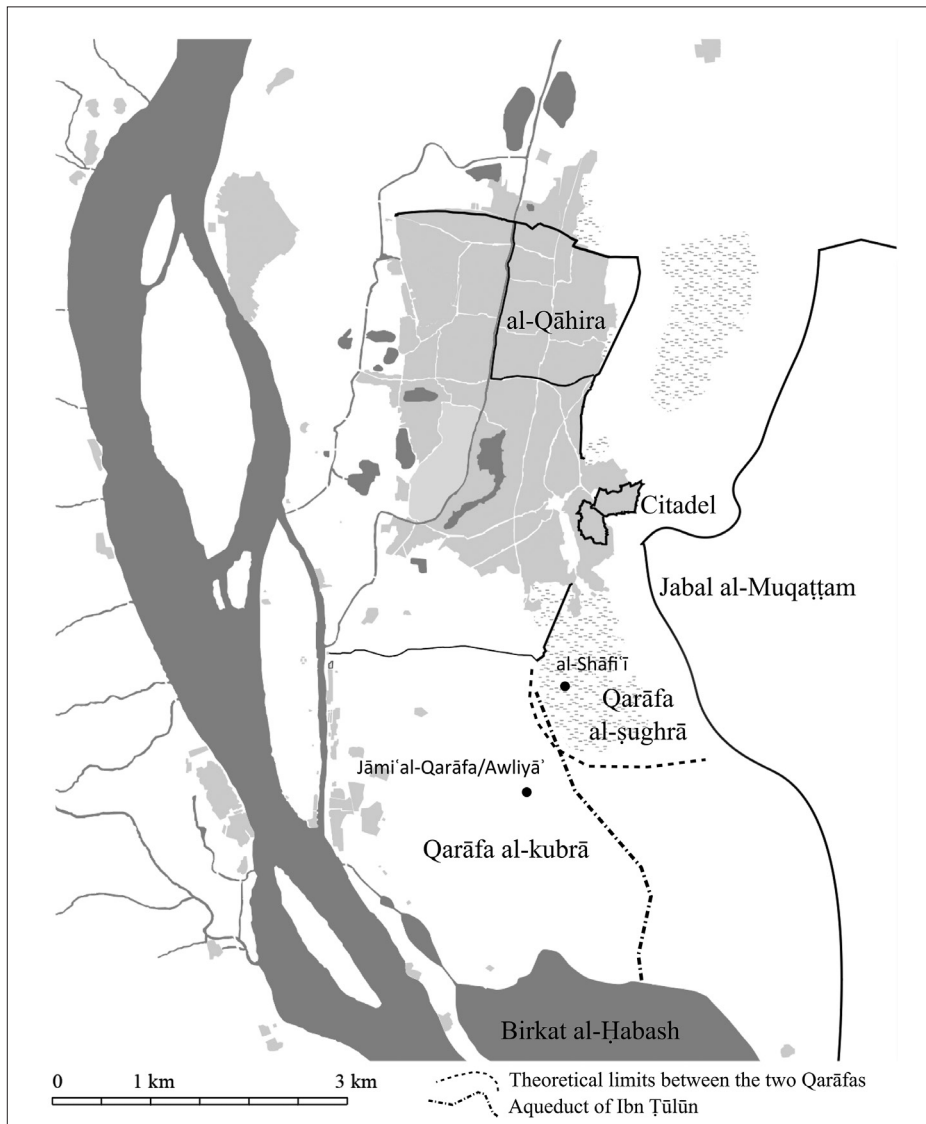 al-Qāhira
Citadel
Jabal al-Muqaṭṭam
al-Shāfiʿī
Qarāfa
al-ṣughrā
Jāmiʿal-Qarāfa/Awliyāʾ
Qarāfa al-kubrā
Birkat al-Ḥabash
0 1 km 3 km
Theoretical limits between the two Qarāfas
Aqueduct of Ibn Ṭūlūn